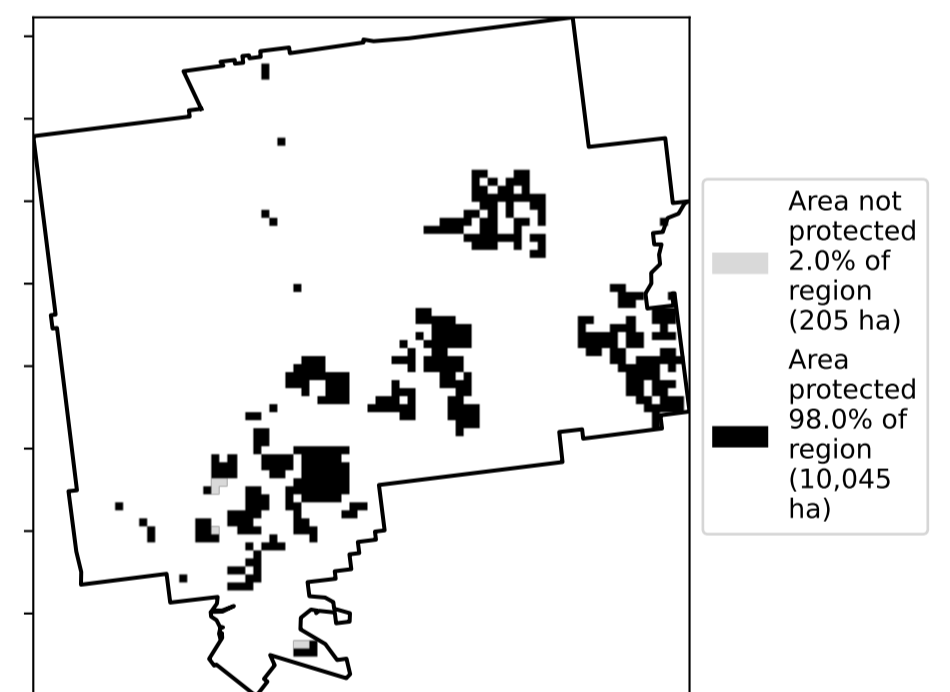 Area not
protected
2.0% of
region
(205 ha)
Area
protected
98.0% of
region
(10,045
ha)